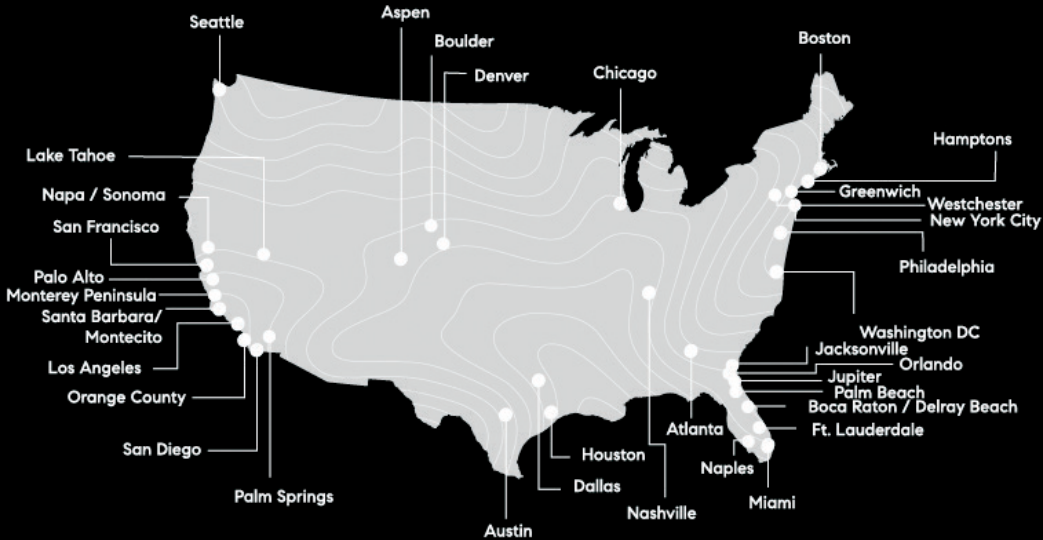 Aspen
Seattle
Boulder
Boston
Denver
Chicago
Hamptons
Lake Tahoe
Greenwich
Napa / Sonoma
Westchester
New York City
San Francisco
Philadelphia
Palo Alto
Monterey Peninsula
Santa Barbara/
Montecito
Washington DC
Jacksonville
Orlando
Los Angeles
Jupiter
Palm Beach
Orange County
Boca Raton / Delray Beach
Atlanta
Ft. Lauderdale
San Diego
Houston
Naples
Dallas
Palm Springs
Miami
Nashville
Austin